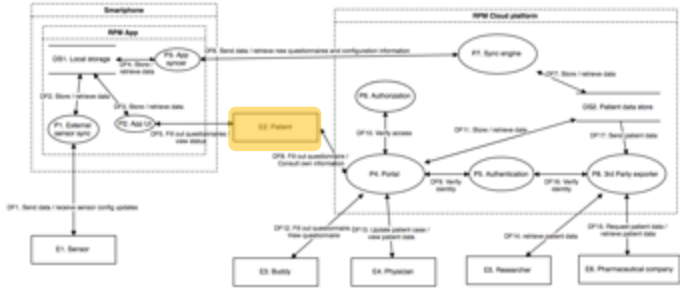 Smartphone
RPM Cloud platform
RPM App
DS1. Local storage
DF4. Store /
retrieve data
P3. App
syncer
DF6. Send data / retrieve new questionnaires and configuration information
P7. Sync engine
DF7. Store / retrieve data
DF2. Store / retrieve data
DF3. Store / retrieve data
P6. Authorization
DS2. Patient data store
P1. External
sensor sync
P2. App UI
DF5. Fill out questionnaires /
view status
E2. Patient
DF10. Verify access
DF11. Store / retrieve data
DF17. Send patient data
DF8. Fill out questionnaire /
Consult own information
P4. Portal
DF9. Verify
identity
P5. Authentication
DF16. Verify
identity
P8. 3rd Party exporter
DF1. Send data / receive sensor config updates
DF12. Fill out questionnaire
View questionnaire
DF13. Update patient case /
view patient data
DF14. retrieve patient data
DF15. Request patient data /
retrieve patient data
E1. Sensor
E3. Buddy
E4. Physician
E5. Researcher
E6. Pharmaceutical company